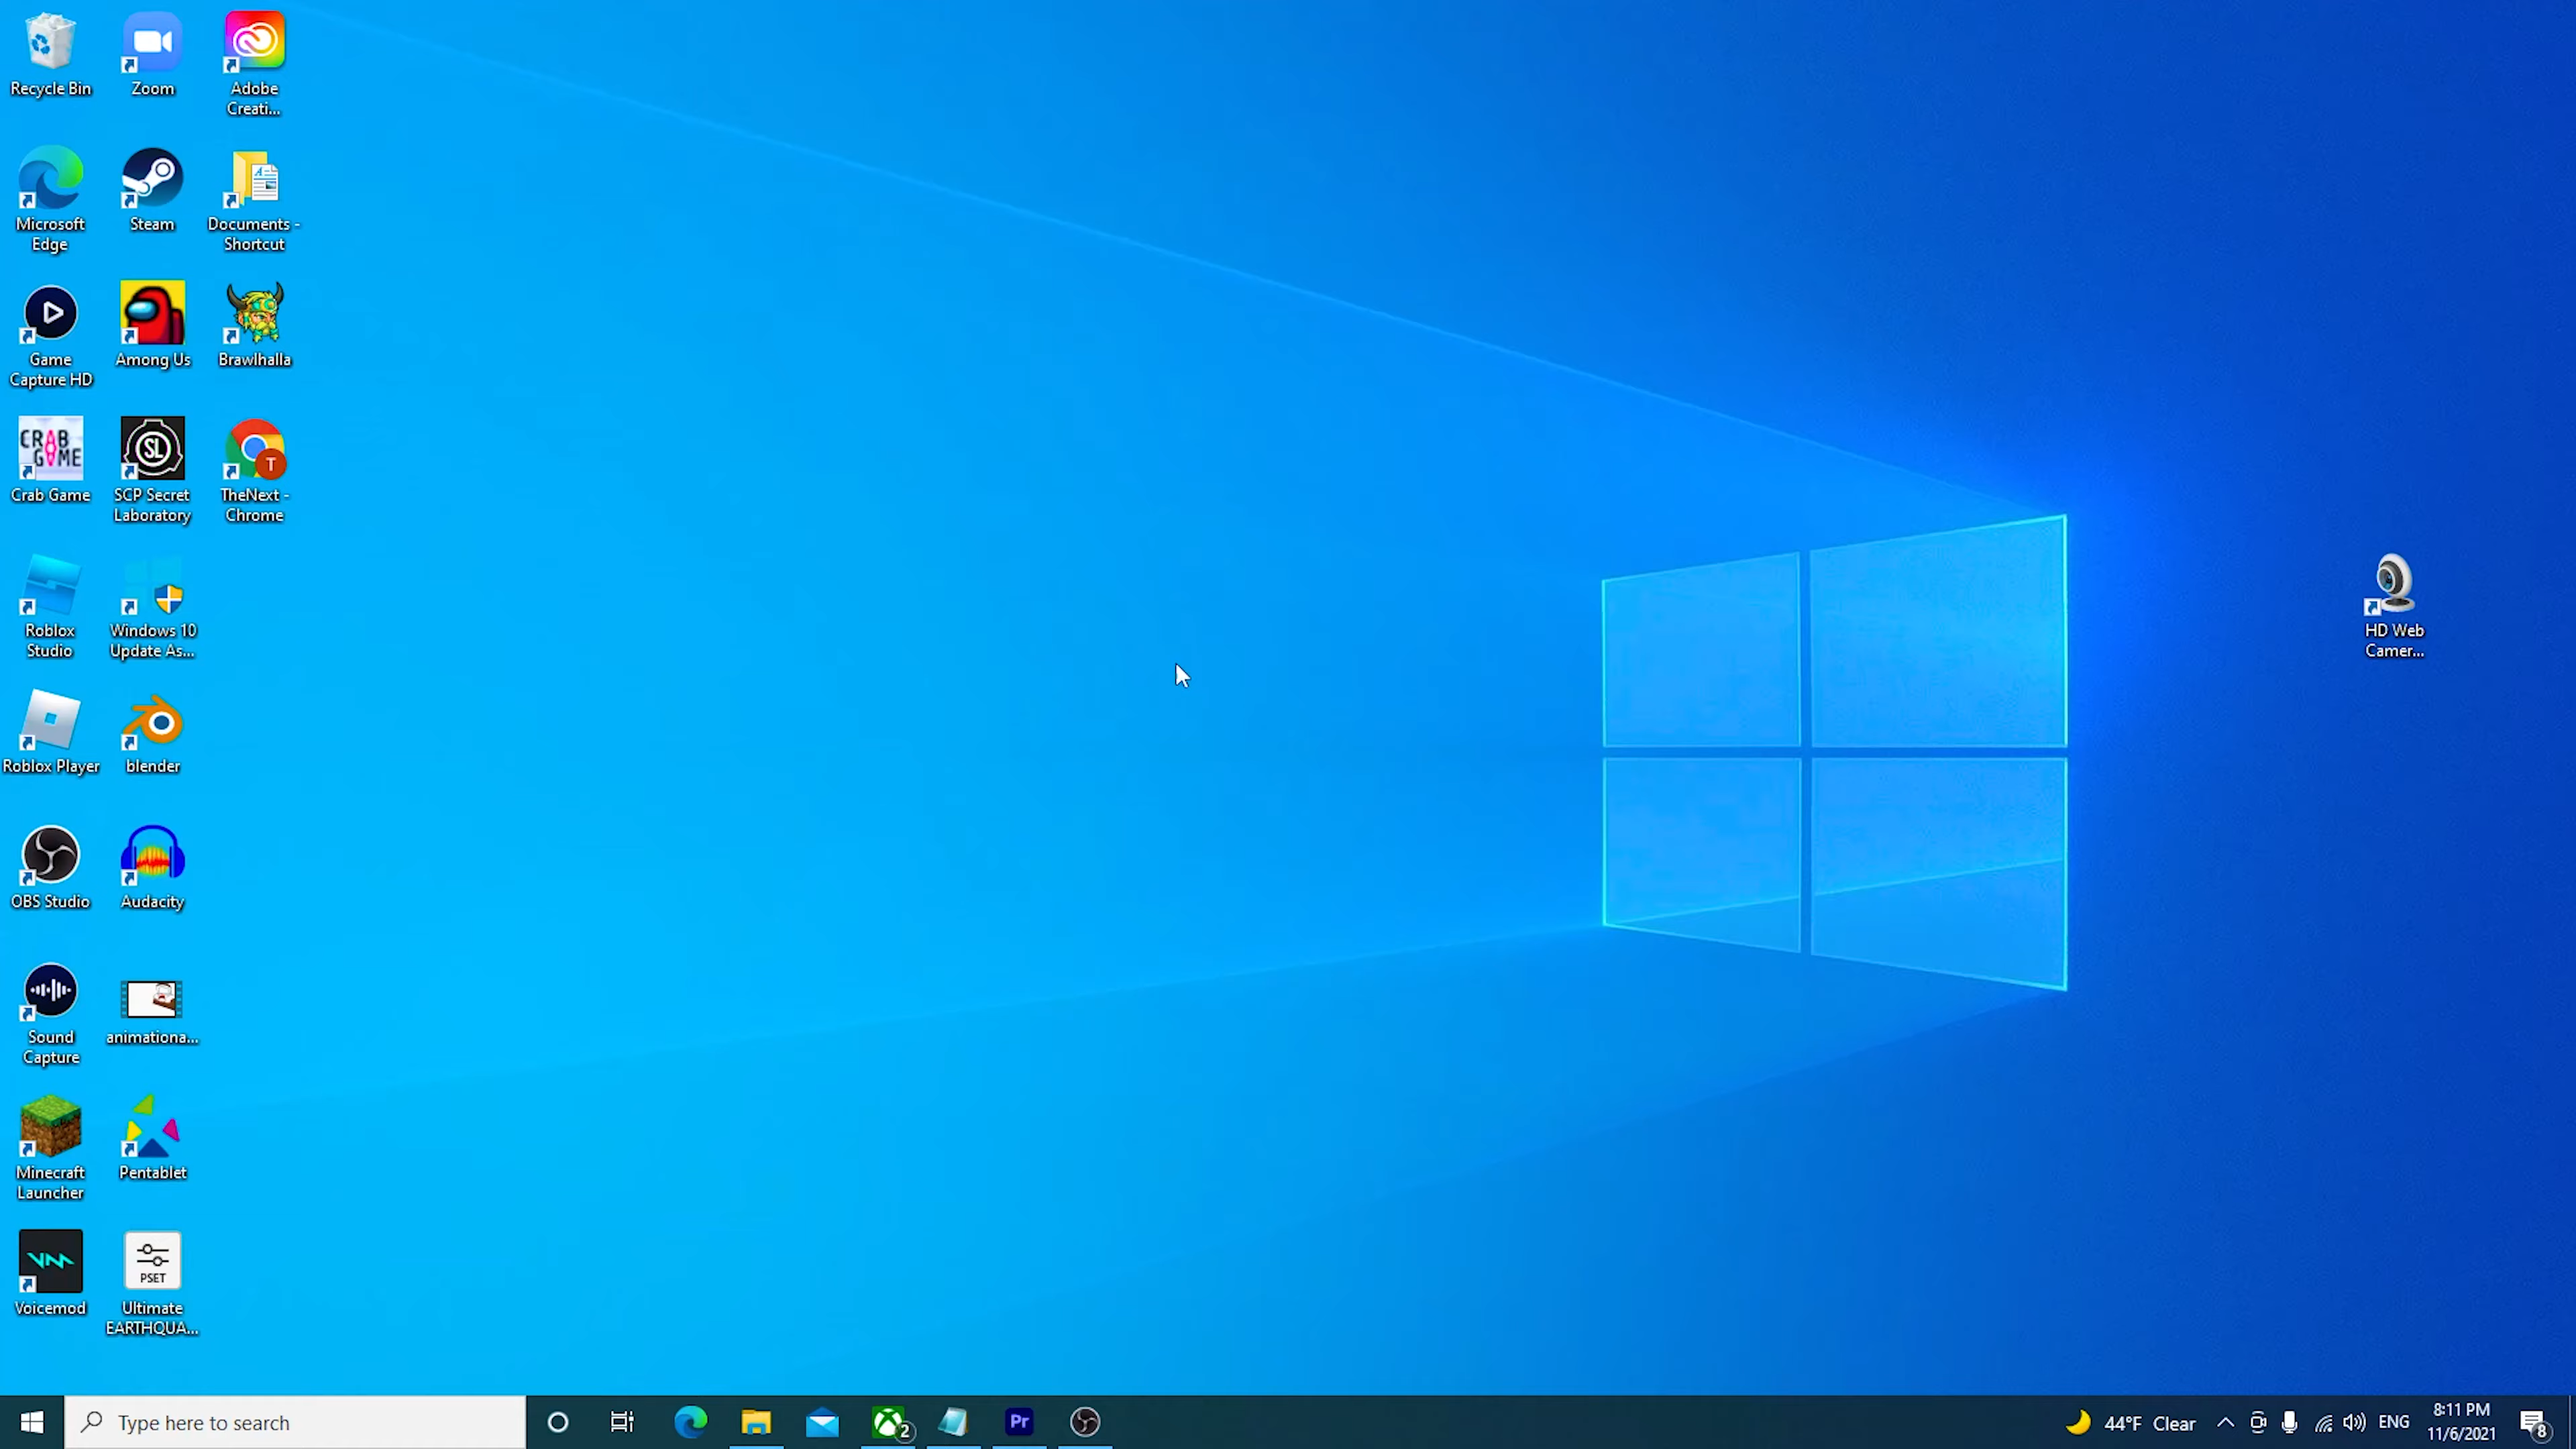 Recycle Bin
Zoom
Adobe
Creati...
Microsoft
Edge
Steam
Documents -
Shortcut
Game
Capture HD
Among Us
Brawlhalla
CRAB
GAME
Crab Game
SL
SCP Secret
Laboratory
T
TheNext -
Chrome
Roblox
Studio
Windows 10
Update As...
HD Web
Camer...
Roblox Player
blender
OBS Studio
Audacity
Sound
Capture
animationa...
Minecraft
Launcher
Pentablet
Voicemod
PSET
Ultimate
EARTHQUA...
Type here to search
2
Pr
44°F Clear
ENG
8:11 PM
11/6/2021
8